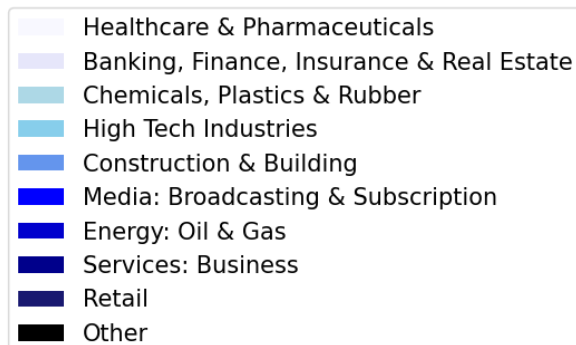 Healthcare & Pharmaceuticals
Banking, Finance, Insurance & Real Estate
Chemicals, Plastics & Rubber
High Tech Industries
Construction & Building
Media: Broadcasting & Subscription
Energy: Oil & Gas
Services: Business
Retail
Other